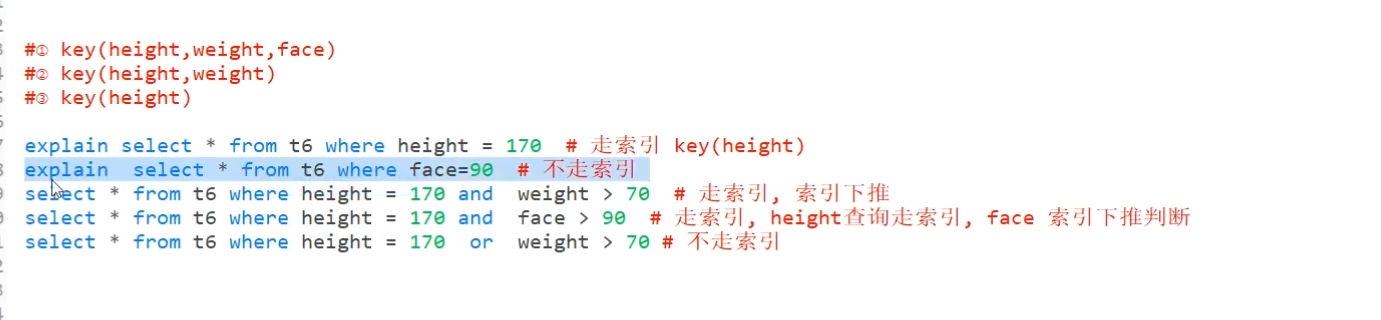 #① key(height,weight,face)
#② key(height,weight)
#③ key(height)
explain select * from t6 where height = 170  # 走索引 key(height)
explain  select * from t6 where face=90  # 不走索引
select * from t6 where height = 170 and  weight > 70  # 走索引, 索引下推
select * from t6 where height = 170 and  face > 90  # 走索引, height查询走索引, face 索引下推判断
select * from t6 where height = 170  or  weight > 70 # 不走索引